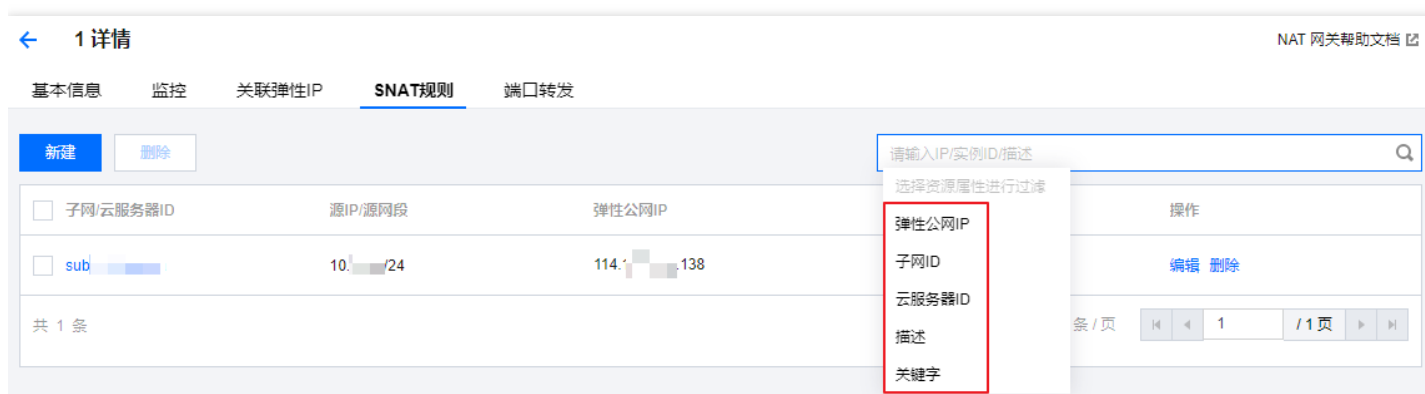 1 详情
NAT 网关帮助文档
基本信息 监控 关联弹性IP SNAT规则 端口转发
新建 删除
请输入IP/实例ID/描述
选择资源属性进行过滤
子网/云服务器ID 源IP/源网段 弹性公网IP 操作
弹性公网IP
sub 10. /24 114. .138 编辑 删除
子网ID
云服务器ID
共 1 条 条 / 页 1 / 1 页
描述
关键字